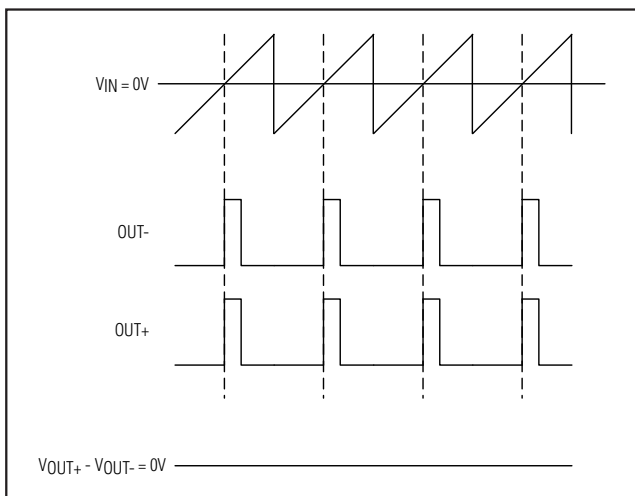 VIN = 0V
OUT-
OUT+
VOUT+ - VOUT- = 0V